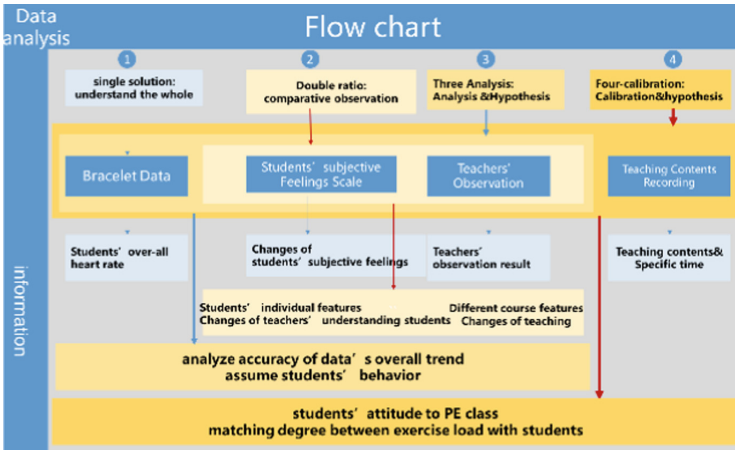 Data
analysis
Flow chart
1
2
3
4
single solution:
understand the whole
Double ratio:
comparative observation
Three Analysis:
Analysis &Hypothesis
Four-calibration:
Calibration&hypothesis
Bracelet Data
Students' subjective
Feelings Scale
Teachers'
Observation
Teaching Contents
Recording
information
Students' over-all
heart rate
Changes of
students' subjective feelings
Teachers'
observation result
Teaching contents&
Specific time
Students' individual features
Changes of teachers' understanding students
Different course features
Changes of teaching
analyze accuracy of data's overall trend
assume students' behavior
students' attitude to PE class
matching degree between exercise load with students